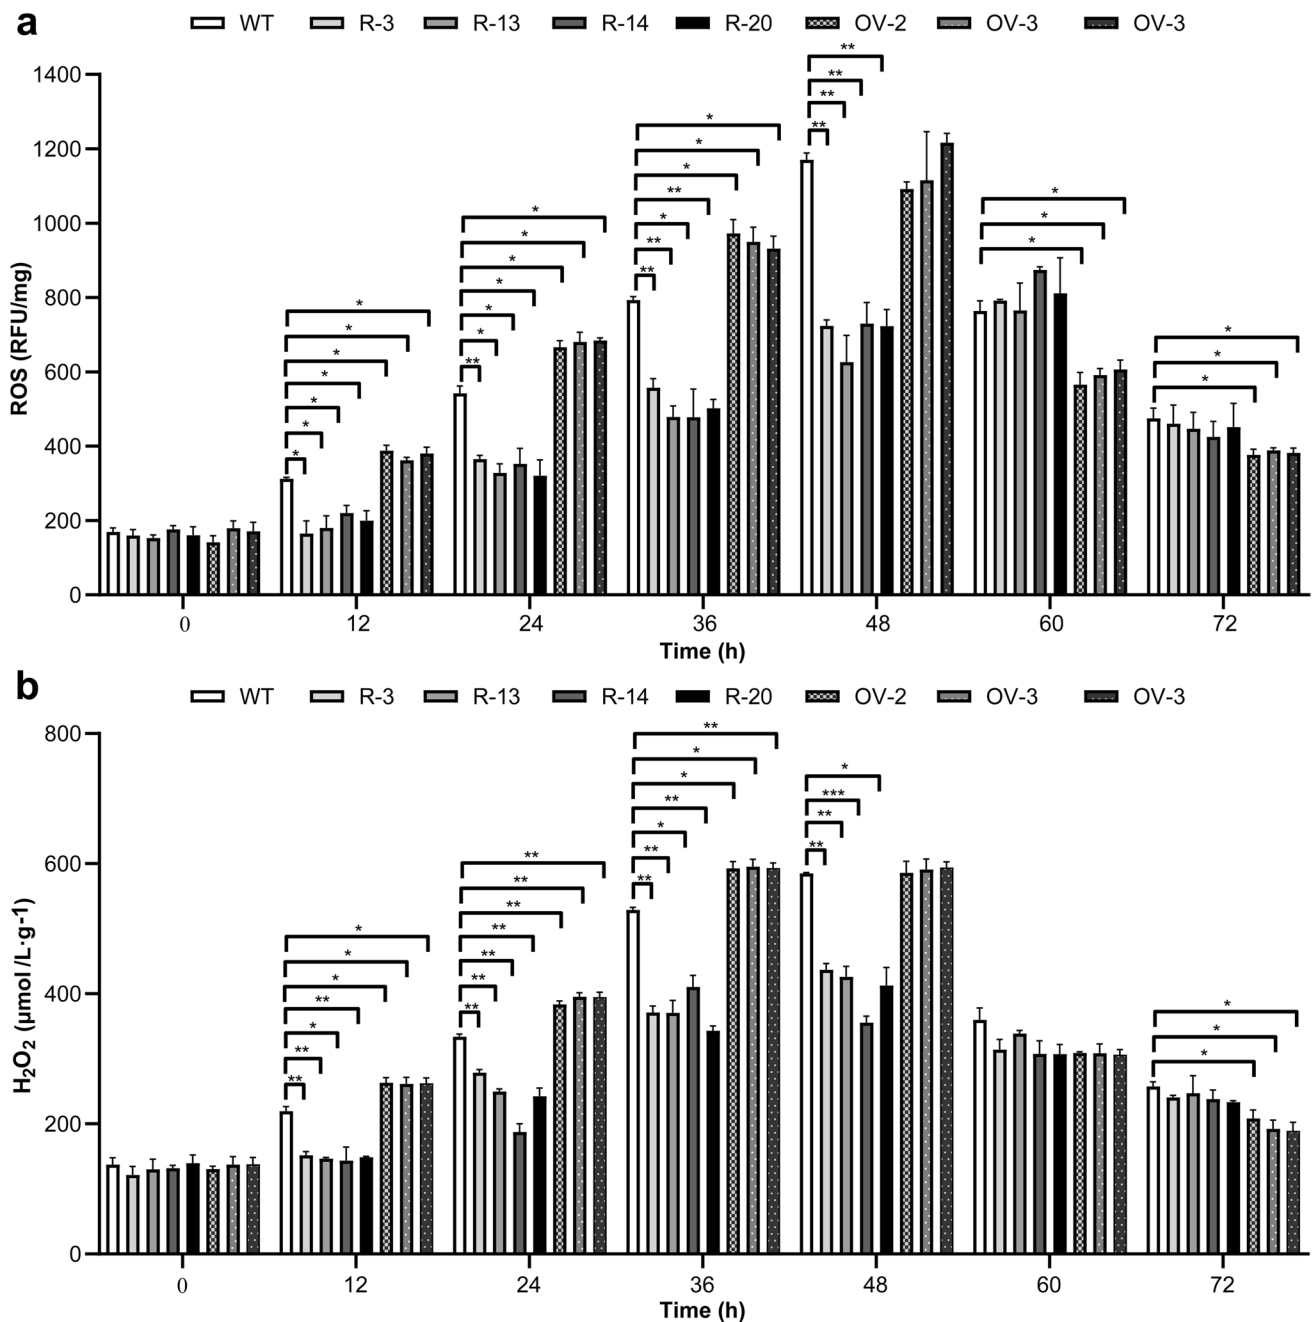 a
WT R-3 R-13 R-14 R-20 OV-2 OV-3 OV-3
ROS (RFU/mg)
1400
1200
1000
800
600
400
200
0
* * * * * * *
** * * * * * *
** ** * ** * * *
** ** ** **
* * *
* * *
0 12 24 36 48 60 72
Time (h)
b
WT R-3 R-13 R-14 R-20 OV-2 OV-3 OV-3
H₂O₂ (μmol /L·g-1)
800
600
400
200
0
** ** * ** * * *
** ** ** ** ** ** **
** ** * ** * * **
** ** *** *
* * *
0 12 24 36 48 60 72
Time (h)